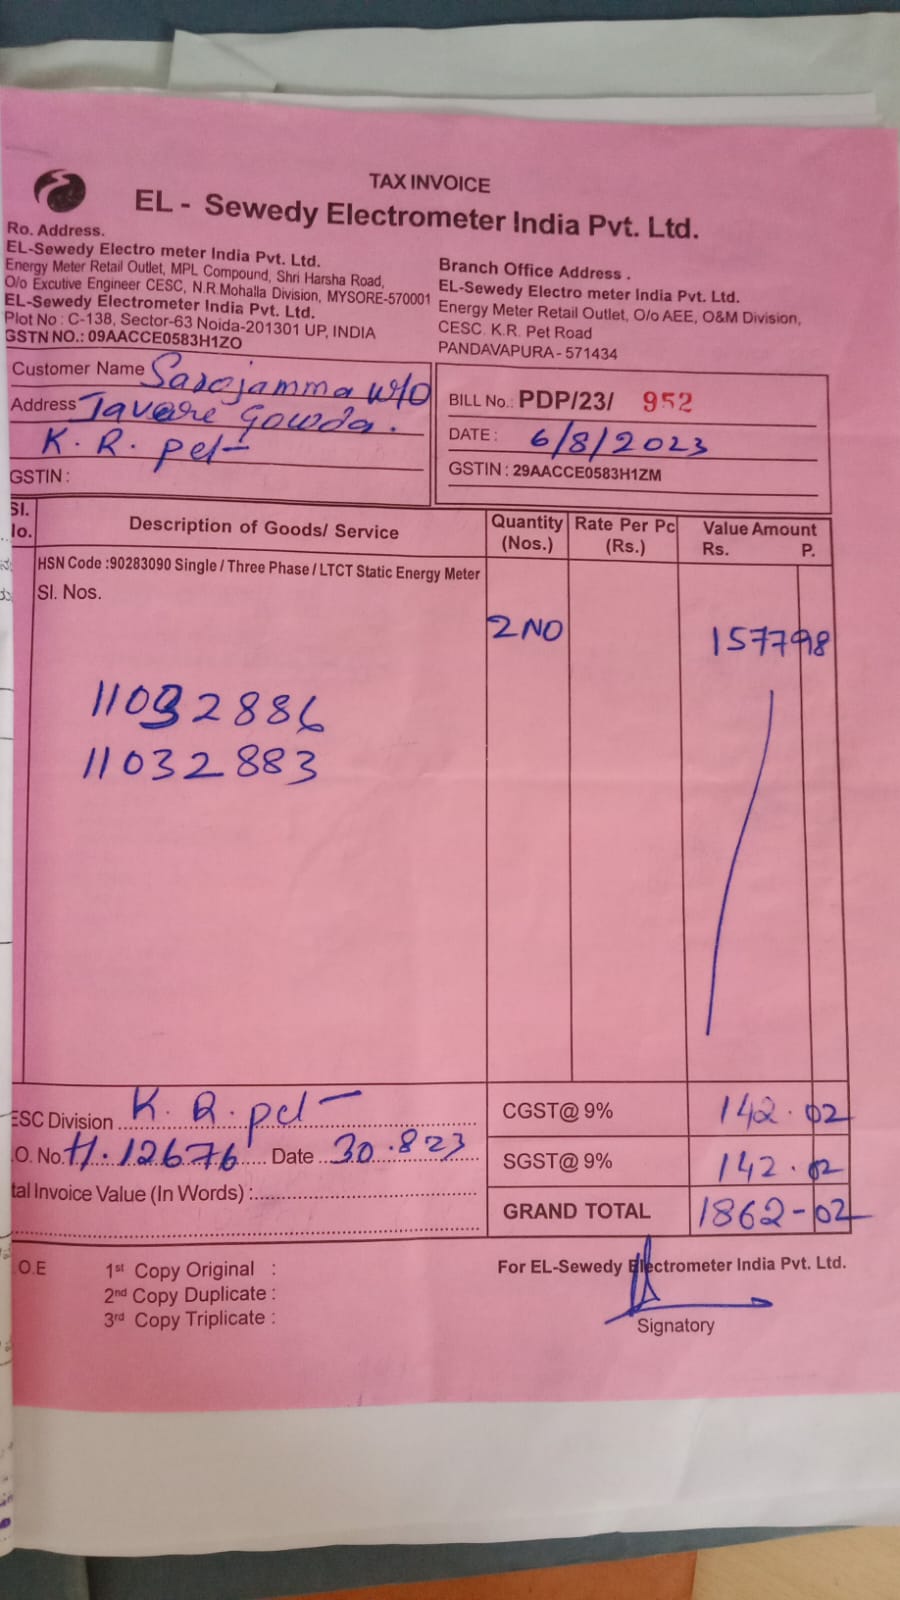 TAX INVOICE
EL - Sewedy Electrometer India Pvt. Ltd.
Ro. Address.
EL-Sewedy Electro meter India Pvt. Ltd.
Energy Meter Retail Outlet, MPL Compound, Shri Harsha Road,
O/o Excutive Engineer CESC, N.R.Mohalla Division, MYSORE-570001
EL-Sewedy Electrometer India Pvt. Ltd.
Plot No : C-138, Sector-63 Noida-201301 UP, INDIA
GSTN NO.: 09AACCE0583H1ZO
Branch Office Address .
EL-Sewedy Electro meter India Pvt. Ltd.
Energy Meter Retail Outlet, O/o AEE, O&M Division,
CESC. K.R. Pet Road
PANDAVAPURA - 571434
Customer Name Sarojamma W/O
Address Javare Gowda.
K. R. pet
GSTIN :
BILL No.: PDP/23/ 952
DATE : 6/8/2023
GSTIN : 29AACCE0583H1ZM
Sl. No. Description of Goods/ Service Quantity (Nos.) Rate Per Pc (Rs.) Value Amount Rs. P.
HSN Code :90283090 Single / Three Phase / LTCT Static Energy Meter
Sl. Nos.
2 NO 1577 98
11032886
11032883
ESC Division K. R. pet
.O. No. H.12676 Date 30.823
tal Invoice Value (In Words) :
CGST@ 9% 142.02
SGST@ 9% 142.02
GRAND TOTAL 1862-02
O.E
1st Copy Original :
2nd Copy Duplicate :
3rd Copy Triplicate :
For EL-Sewedy Electrometer India Pvt. Ltd.
Signatory